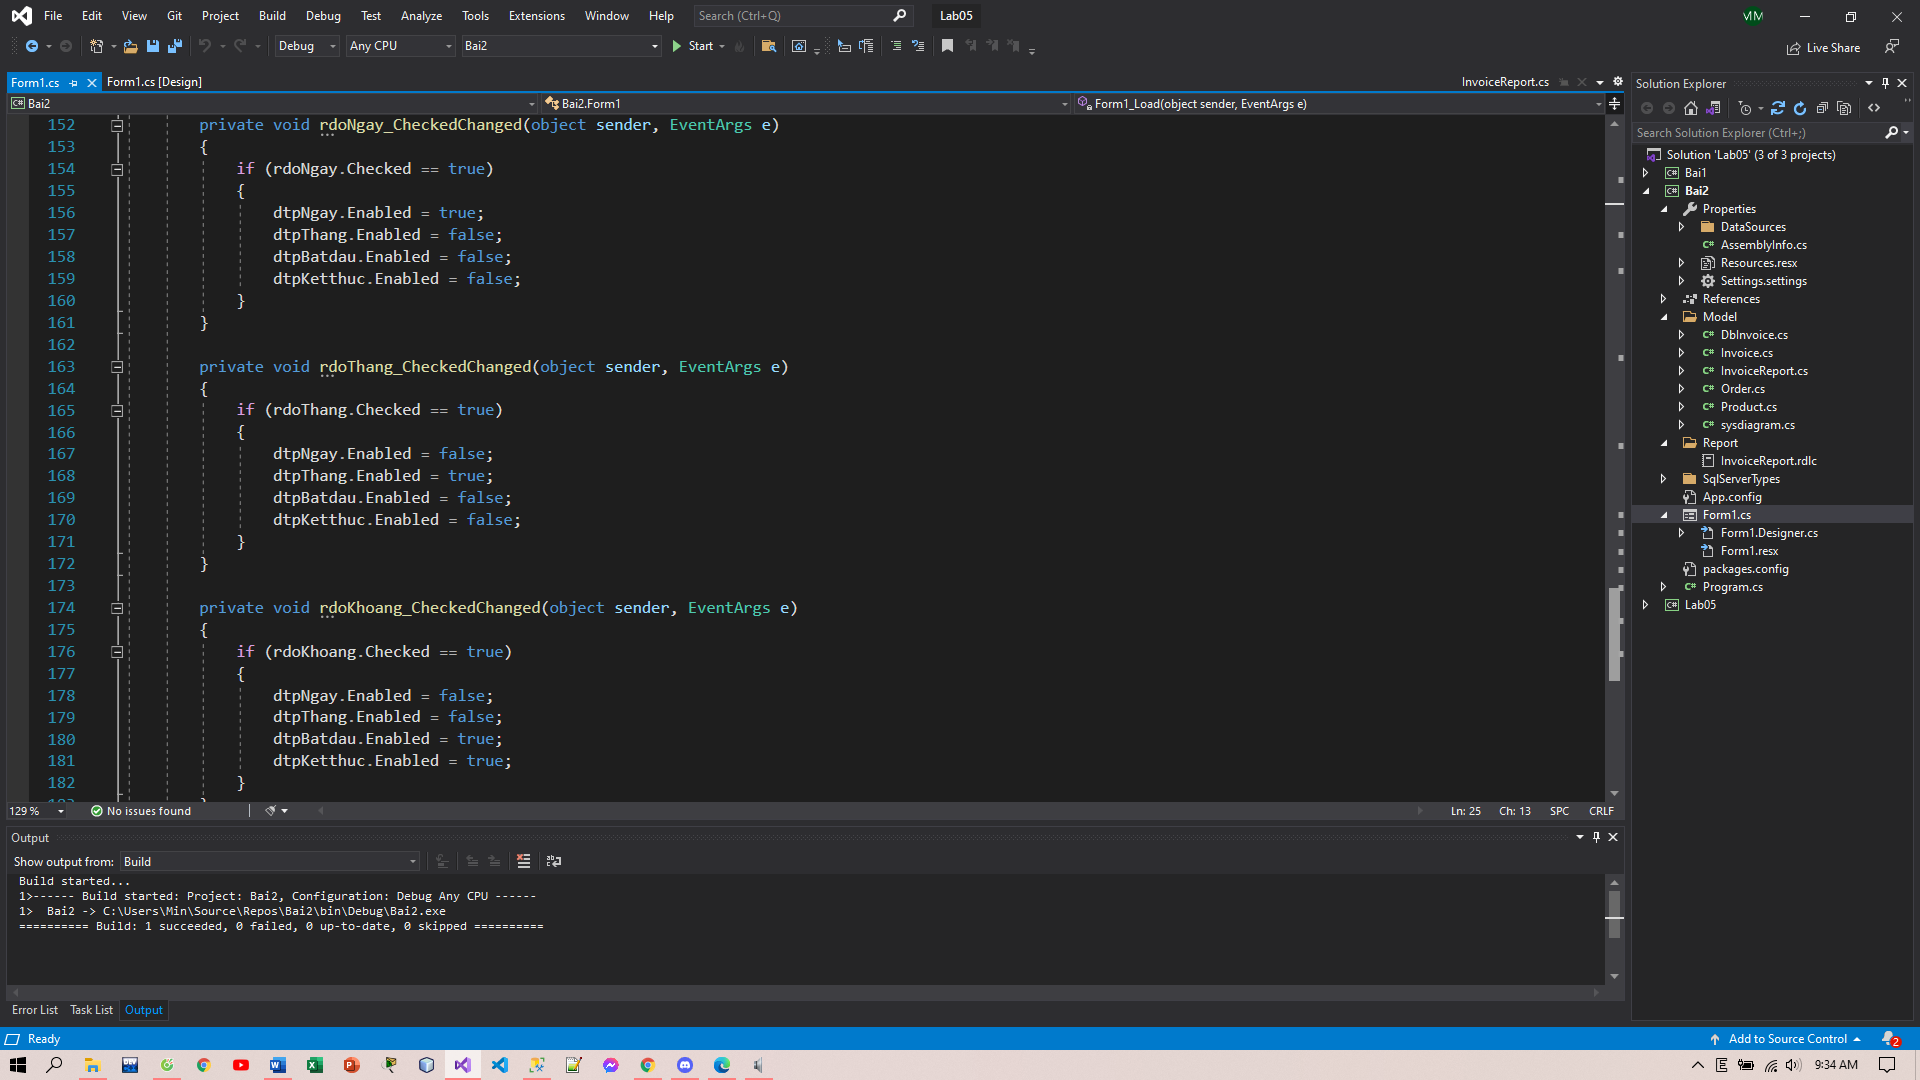 File Edit View Git Project Build Debug Test Analyze Tools Extensions Window Help Search (Ctrl+Q) Lab05
Debug Any CPU Bai2 Start Live Share
Form1.cs Form1.cs [Design] InvoiceReport.cs
Bai2 Bai2.Form1 Form1_Load(object sender, EventArgs e)
152 private void rdoNgay_CheckedChanged(object sender, EventArgs e)
153 {
154 if (rdoNgay.Checked == true)
155 {
156 dtpNgay.Enabled = true;
157 dtpThang.Enabled = false;
158 dtpBatdau.Enabled = false;
159 dtpKetthuc.Enabled = false;
160 }
161 }
162
163 private void rdoThang_CheckedChanged(object sender, EventArgs e)
164 {
165 if (rdoThang.Checked == true)
166 {
167 dtpNgay.Enabled = false;
168 dtpThang.Enabled = true;
169 dtpBatdau.Enabled = false;
170 dtpKetthuc.Enabled = false;
171 }
172 }
173
174 private void rdoKhoang_CheckedChanged(object sender, EventArgs e)
175 {
176 if (rdoKhoang.Checked == true)
177 {
178 dtpNgay.Enabled = false;
179 dtpThang.Enabled = false;
180 dtpBatdau.Enabled = true;
181 dtpKetthuc.Enabled = true;
182 }
129 % No issues found Ln: 25 Ch: 13 SPC CRLF
Output
Show output from: Build
Build started...
1>------ Build started: Project: Bai2, Configuration: Debug Any CPU ------
1> Bai2 -> C:\Users\Min\Source\Repos\Bai2\bin\Debug\Bai2.exe
========== Build: 1 succeeded, 0 failed, 0 up-to-date, 0 skipped ==========
Error List Task List Output
Solution Explorer
Search Solution Explorer (Ctrl+;)
Solution 'Lab05' (3 of 3 projects)
Bai1
Bai2
Properties
DataSources
AssemblyInfo.cs
Resources.resx
Settings.settings
References
Model
DbInvoice.cs
Invoice.cs
InvoiceReport.cs
Order.cs
Product.cs
sysdiagram.cs
Report
InvoiceReport.rdlc
SqlServerTypes
App.config
Form1.cs
Form1.Designer.cs
Form1.resx
packages.config
Program.cs
Lab05
Ready Add to Source Control 2
9:34 AM